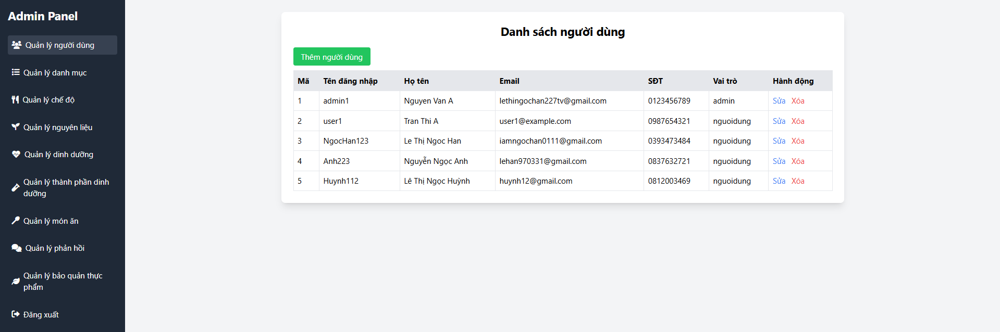 Admin Panel
Quản lý người dùng
Quản lý danh mục
Quản lý chế độ
Quản lý nguyên liệu
Quản lý dinh dưỡng
Quản lý thành phần dinh
dưỡng
Quản lý món ăn
Quản lý phản hồi
Quản lý bảo quản thực
phẩm
Đăng xuất
Danh sách người dùng
Thêm người dùng
Mã Tên đăng nhập Họ tên Email SĐT Vai trò Hành động
1 admin1 Nguyen Van A lethingochan227tv@gmail.com 0123456789 admin Sửa Xóa
2 user1 Tran Thi A user1@example.com 0987654321 nguoidung Sửa Xóa
3 NgocHan123 Le Thị Ngoc Han iamngochan0111@gmail.com 0393473484 nguoidung Sửa Xóa
4 Anh223 Nguyễn Ngọc Anh lehan970331@gmail.com 0837632721 nguoidung Sửa Xóa
5 Huynh112 Lê Thị Ngọc Huỳnh huynh12@gmail.com 0812003469 nguoidung Sửa Xóa